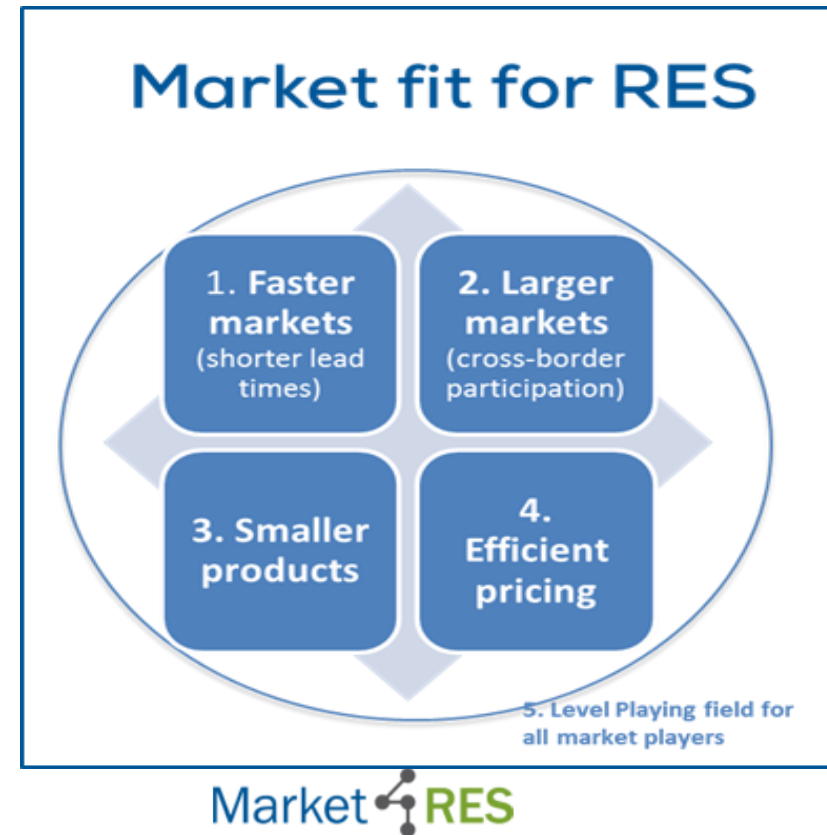 Market fit for RES
1. Faster
markets
(shorter lead
times)
2. Larger
markets
(cross-border
participation)
3. Smaller
products
4.
Efficient
pricing
5. Level Playing field for
all market players
Market RES